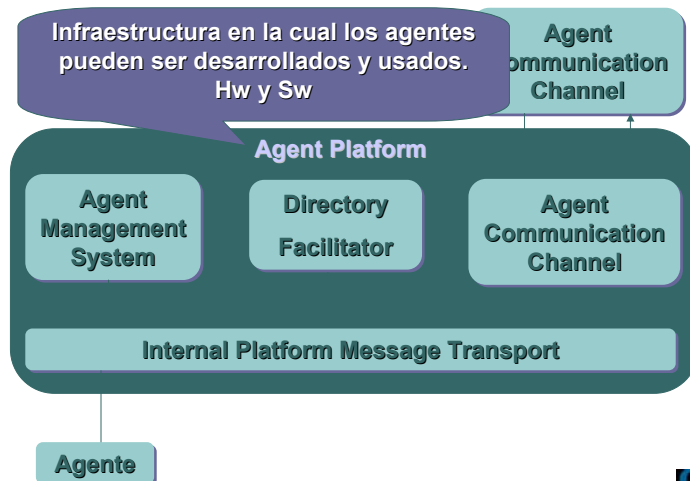 Infraestructura en la cual los agentes
pueden ser desarrollados y usados.
Hw y Sw
Agent
ommunication
Channel
Agent Platform
Agent
Management
System
Directory
Facilitator
Agent
Communication
Channel
Internal Platform Message Transport
Agente